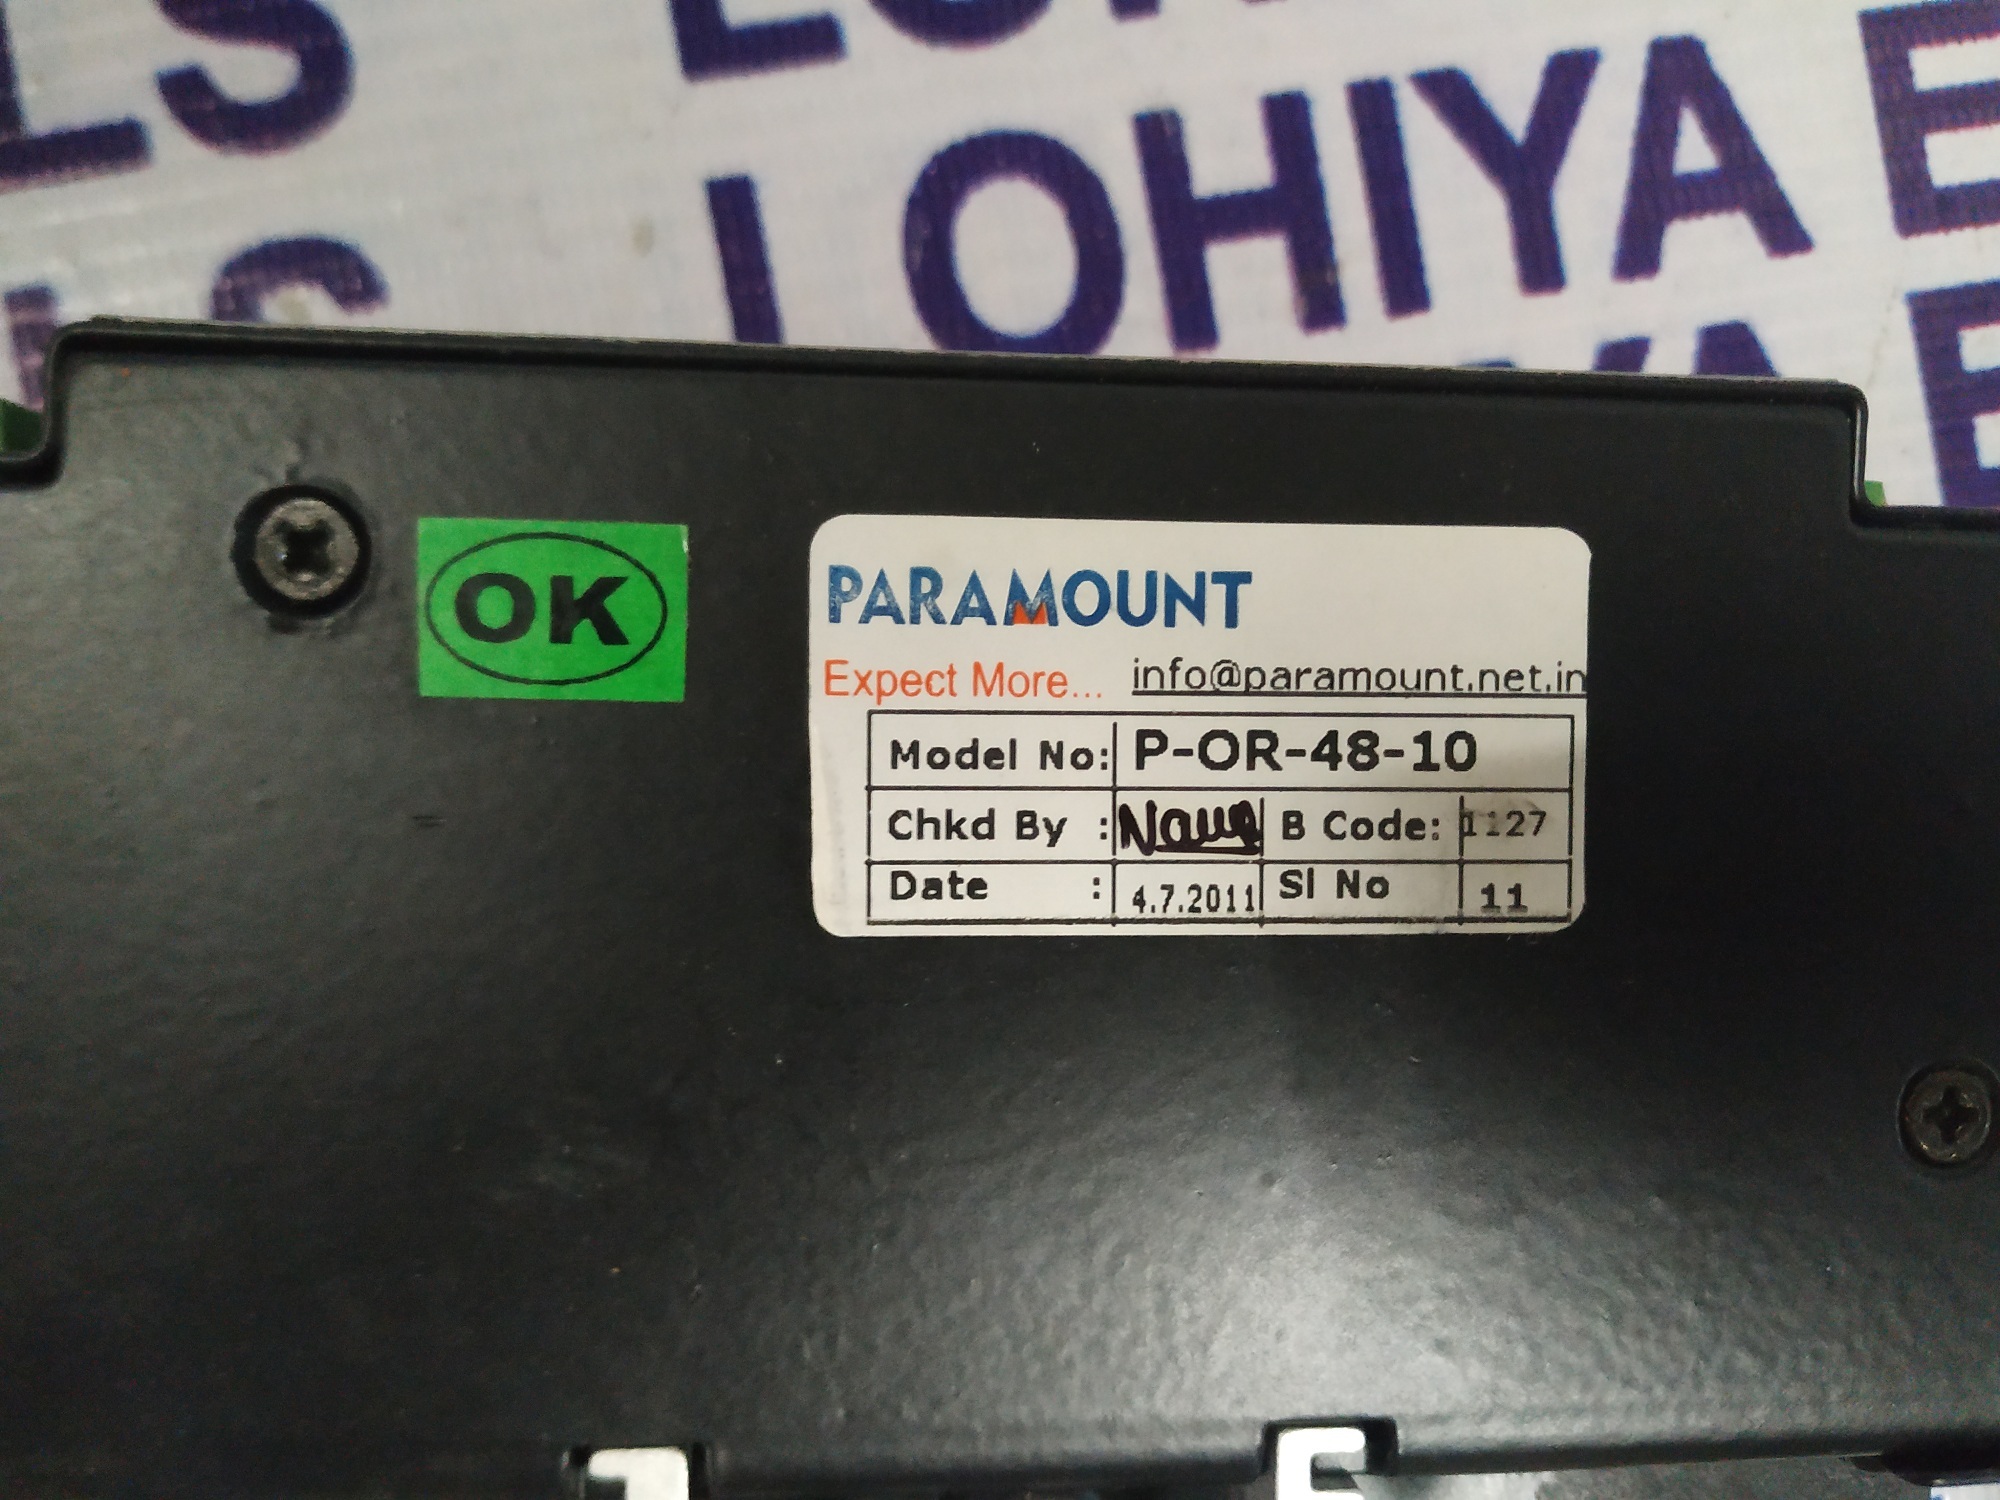 LS
LOHIYA E
OK
PARAMOUNT
Expect More... info@paramount.net.in
Model No: P-OR-48-10
Chkd By : B Code: 1127
Date : 4.7.2011 Sl No 11